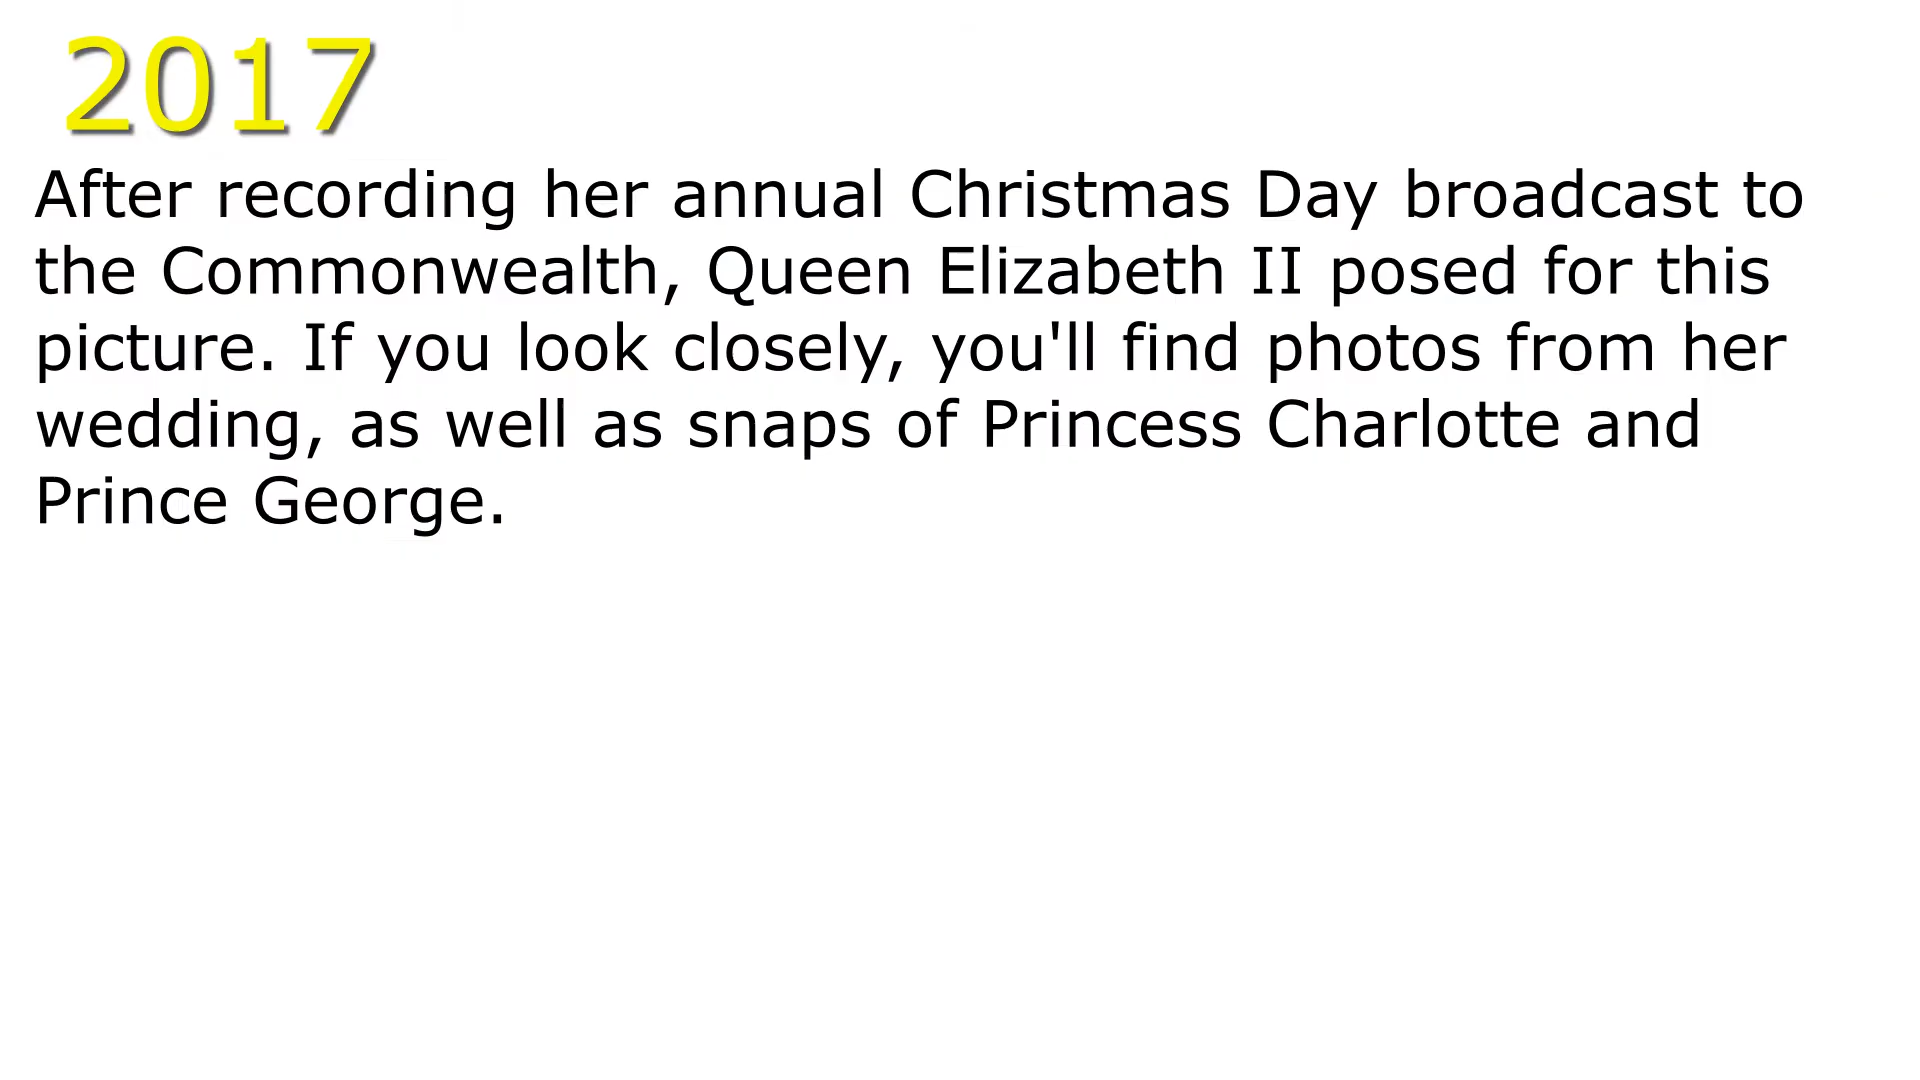 2017
After recording her annual Christmas Day broadcast to
the Commonwealth, Queen Elizabeth II posed for this
picture. If you look closely, you'll find photos from her
wedding, as well as snaps of Princess Charlotte and
Prince George.